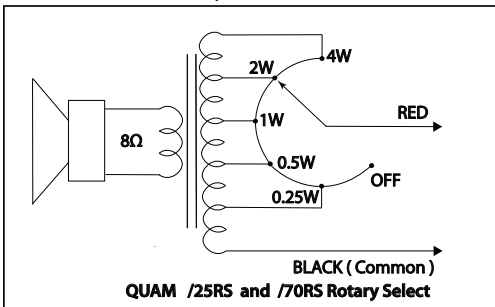 4W
2W
RED
1W
8Ω
0.5W
OFF
0.25W
BLACK ( Common )
QUAM /25RS and /70RS Rotary Select